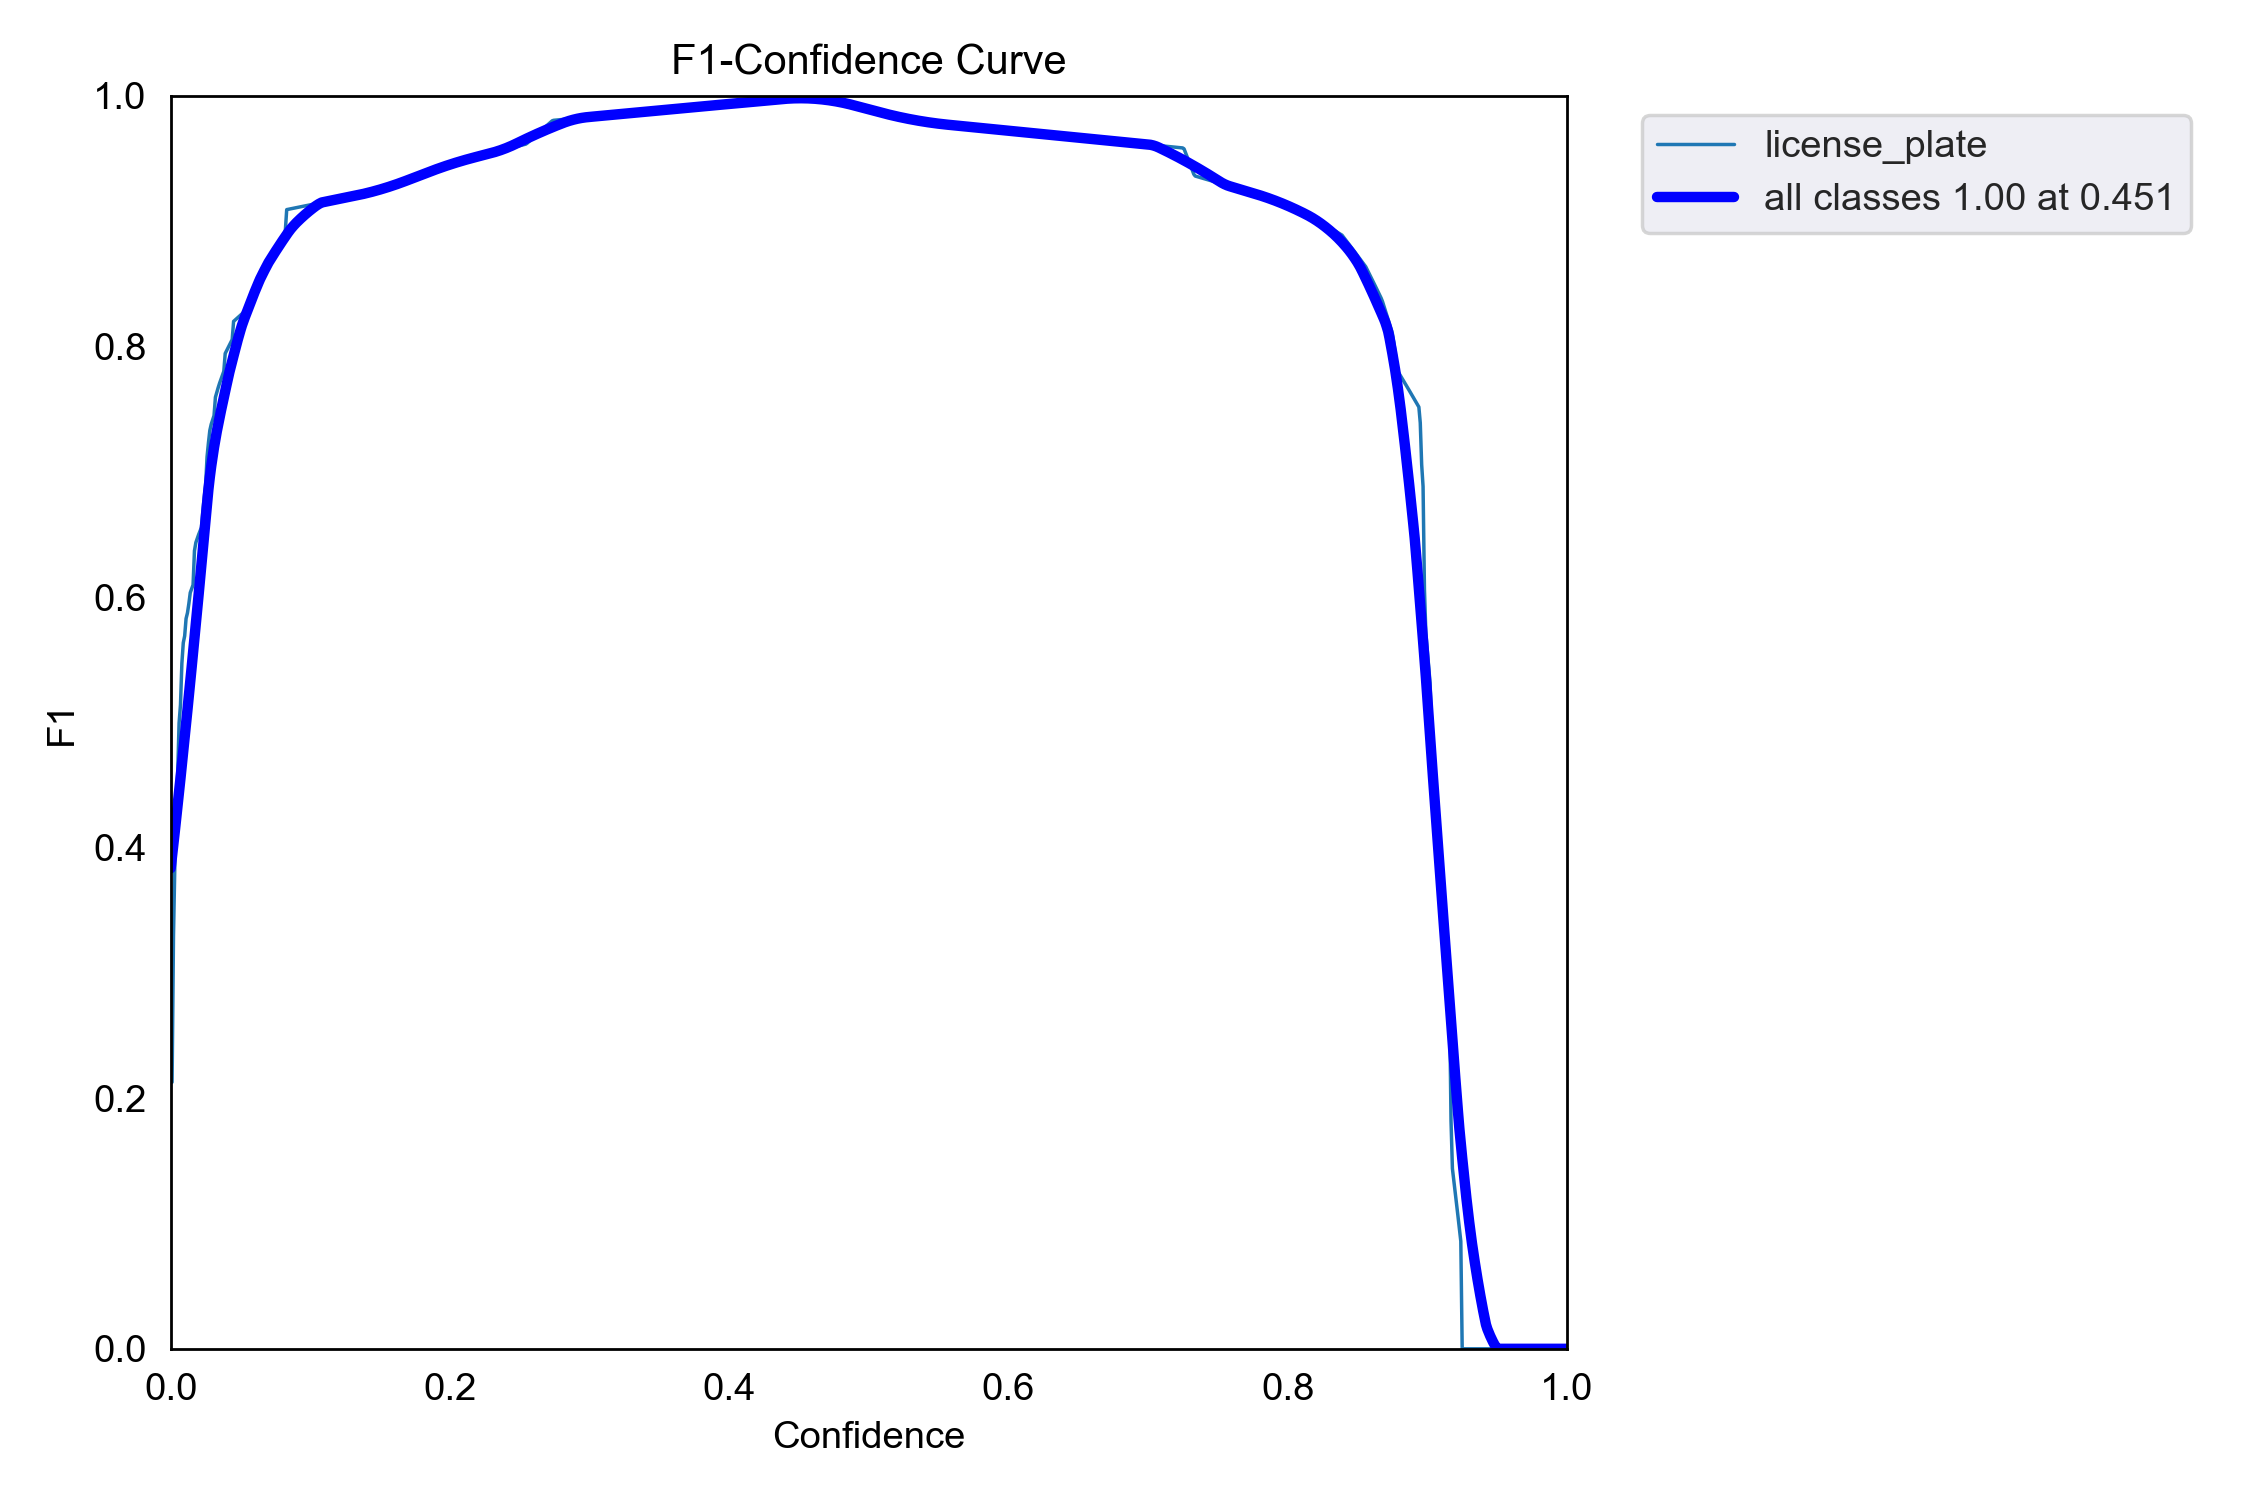 F1-Confidence Curve
license_plate
all classes 1.00 at 0.451
1.0
0.8
0.6
0.4
0.2
0.0
F1
0.0 0.2 0.4 0.6 0.8 1.0
Confidence